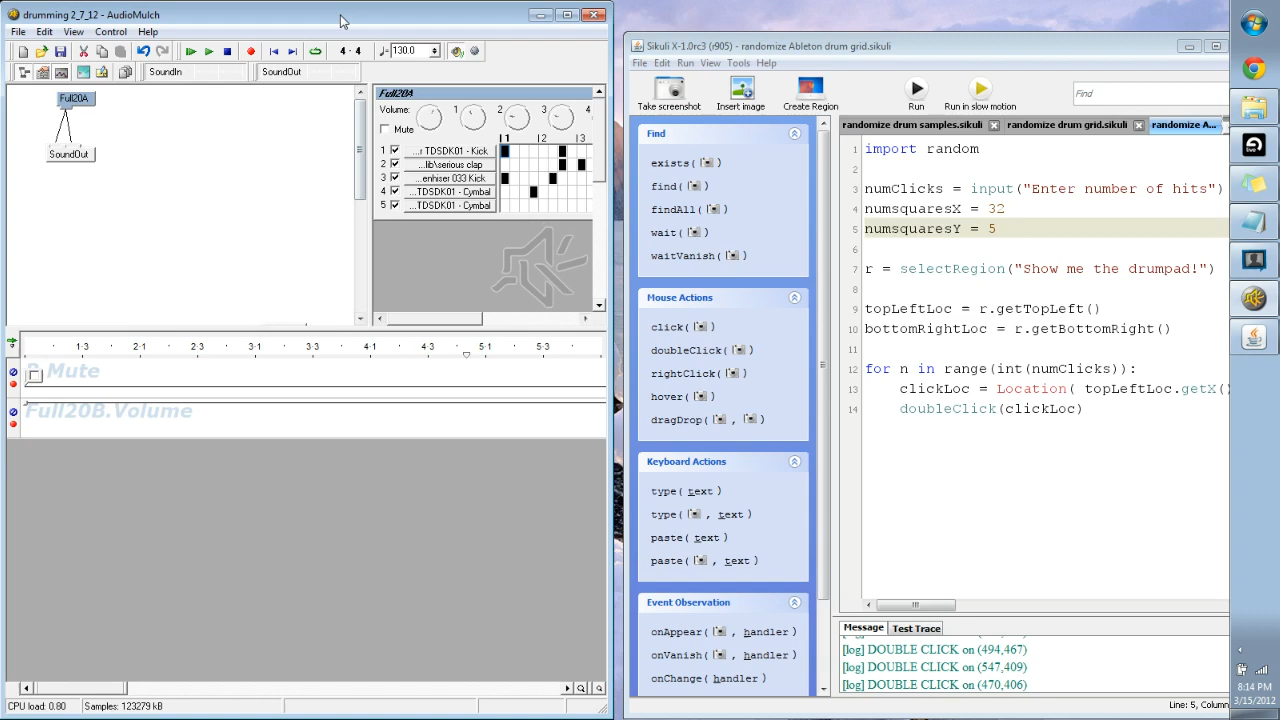 drumming 2_7_12 - AudioMulch
File Edit View Control Help
4 · 4
130.0
SoundIn
SoundOut
Full20A
SoundOut
Full20A
Volume: 1 2 3 4
Mute
1 2 3
1 ...r TDSDK01 - Kick
2 ...lib\serious clap
3 ...enhiser 033 Kick
4 ...TDSDK01 - Cymbal
5 ...TDSDK01 - Cymbal
1·3 2·1 2·3 3·1 3·3 4·1 4·3 5·1 5·3
Mute
Full20B.Volume
CPU load: 0.80 Samples: 123279 kB
Sikuli X-1.0rc3 (r905) - randomize Ableton drum grid.sikuli
File Edit Run View Tools Help
Take screenshot
Insert image
Create Region
Run
Run in slow motion
Find
Find
exists( )
find( )
findAll( )
wait( )
waitVanish( )
Mouse Actions
click( )
doubleClick( )
rightClick( )
hover( )
dragDrop( , )
Keyboard Actions
type( text )
type( , text )
paste( text )
paste( , text )
Event Observation
onAppear( , handler )
onVanish( , handler )
onChange( handler )
randomize drum samples.sikuli
randomize drum grid.sikuli
randomize A...
1 import random
2
3 numClicks = input("Enter number of hits")
4 numsquaresX = 32
5 numsquaresY = 5
6
7 r = selectRegion("Show me the drumpad!")
8
9 topLeftLoc = r.getTopLeft()
10 bottomRightLoc = r.getBottomRight()
11
12 for n in range(int(numClicks)):
13 clickLoc = Location( topLeftLoc.getX()
14 doubleClick(clickLoc)
Message Test Trace
[log] DOUBLE CLICK on (494,467)
[log] DOUBLE CLICK on (547,409)
[log] DOUBLE CLICK on (470,406)
Line: 5, Column
live
8:14 PM
3/15/2012